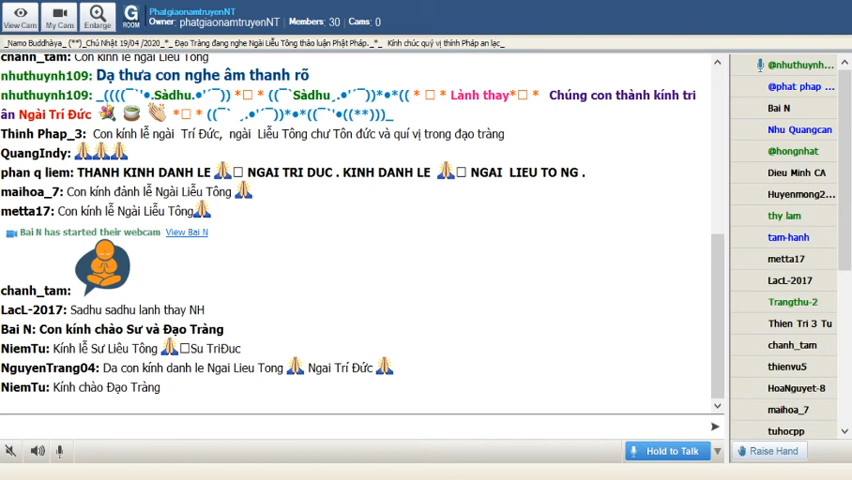 View Cam
My Cam
Enlarge
G ROOM
PhatgiaonamtruyenNT
Owner: phatgiaonamtruyenNT Members: 30 Cams: 0
_Namo Buddhàya_ (**)_Chủ Nhật 19/04 /2020_*_ Đạo Tràng đang nghe Ngài Liễu Tông thảo luận Phật Pháp._*_ Kính chúc quý vị thính Pháp an lạc_
chanh_tam: Con kính lễ Ngài Liễu Tông
nhuthuynh109: Dạ thưa con nghe âm thanh rõ
nhuthuynh109: _((((¯`'•.Sàdhu.•'´¯)) *□ * ((¯`Sàdhu¸.•'´¯))*•*(( * □ * Lành thay*□ * Chúng con thành kính tri
ân Ngài Trí Đức *□ * ((¯` ¸.•'´¯))*•*((¯`'•((**)))_
Thinh Phap_3: Con kính lễ ngài Trí Đức, ngài Liễu Tông chư Tôn đức và quí vị trong đạo tràng
QuangIndy: 🙏🙏🙏
phan q liem: THANH KINH DANH LE 🙏□ NGAI TRI DUC . KINH DANH LE 🙏□ NGAI LIEU TO NG .
maihoa_7: Con kính đảnh lễ Ngài Liễu Tông 🙏
metta17: Con kính lễ Ngài Liễu Tông🙏
Bai N has started their webcam View Bai N
chanh_tam:
LacL-2017: Sadhu sadhu lanh thay NH
Bai N: Con kính chào Sư và Đạo Tràng
NiemTu: Kính lễ Sư Liêu Tông 🙏□Su TriĐuc
NguyenTrang04: Da con kính danh le Ngai Lieu Tong 🙏 Ngai Trí Đức 🙏
NiemTu: Kính chào Đạo Tràng
@nhuthuynh...
@phat phap ...
Bai N
Nhu Quangcan
@hongnhat
Dieu Minh CA
Huyenmong2...
thy lam
tam-hanh
metta17
LacL-2017
Trangthu-2
Thien Tri 3 Tu
chanh_tam
thienvu5
HoaNguyet-8
maihoa_7
tuhocpp
Hold to Talk
Raise Hand